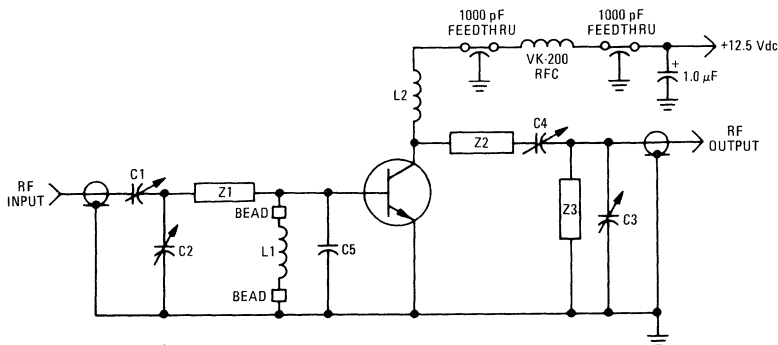 1000 pF
FEEDTHRU
1000 pF
FEEDTHRU
+12.5 Vdc
VK-200
RFC
+
1.0 μF
L2
C4
Z2
RF
OUTPUT
C1
RF
INPUT
Z1
BEAD
Z3
C3
C2
L1
C5
BEAD